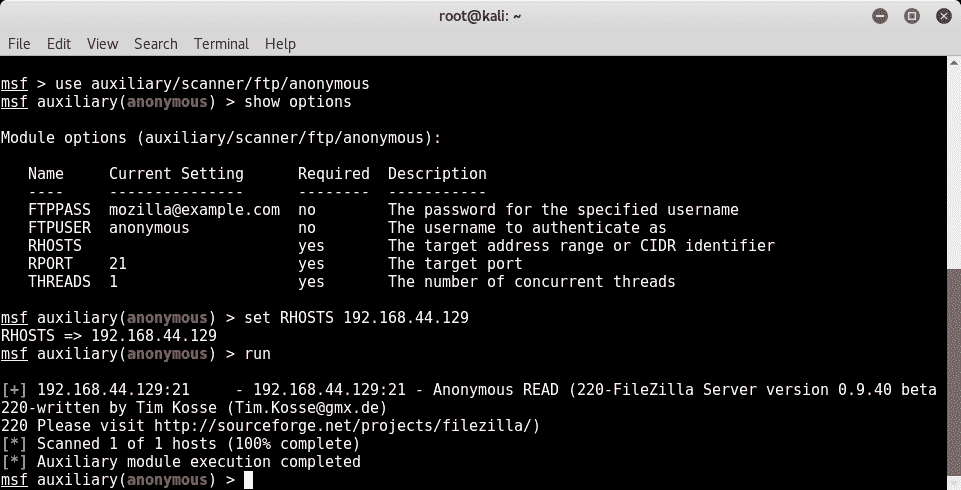 root@kali: ~
File Edit View Search Terminal Help
msf > use auxiliary/scanner/ftp/anonymous
msf auxiliary(anonymous) > show options
Module options (auxiliary/scanner/ftp/anonymous):
Name Current Setting Required Description
---- --------------- -------- -----------
FTPPASS mozilla@example.com no The password for the specified username
FTPUSER anonymous no The username to authenticate as
RHOSTS yes The target address range or CIDR identifier
RPORT 21 yes The target port
THREADS 1 yes The number of concurrent threads
msf auxiliary(anonymous) > set RHOSTS 192.168.44.129
RHOSTS => 192.168.44.129
msf auxiliary(anonymous) > run
[+] 192.168.44.129:21 - 192.168.44.129:21 - Anonymous READ (220-FileZilla Server version 0.9.40 beta
220-written by Tim Kosse (Tim.Kosse@gmx.de)
220 Please visit http://sourceforge.net/projects/filezilla/)
[*] Scanned 1 of 1 hosts (100% complete)
[*] Auxiliary module execution completed
msf auxiliary(anonymous) >